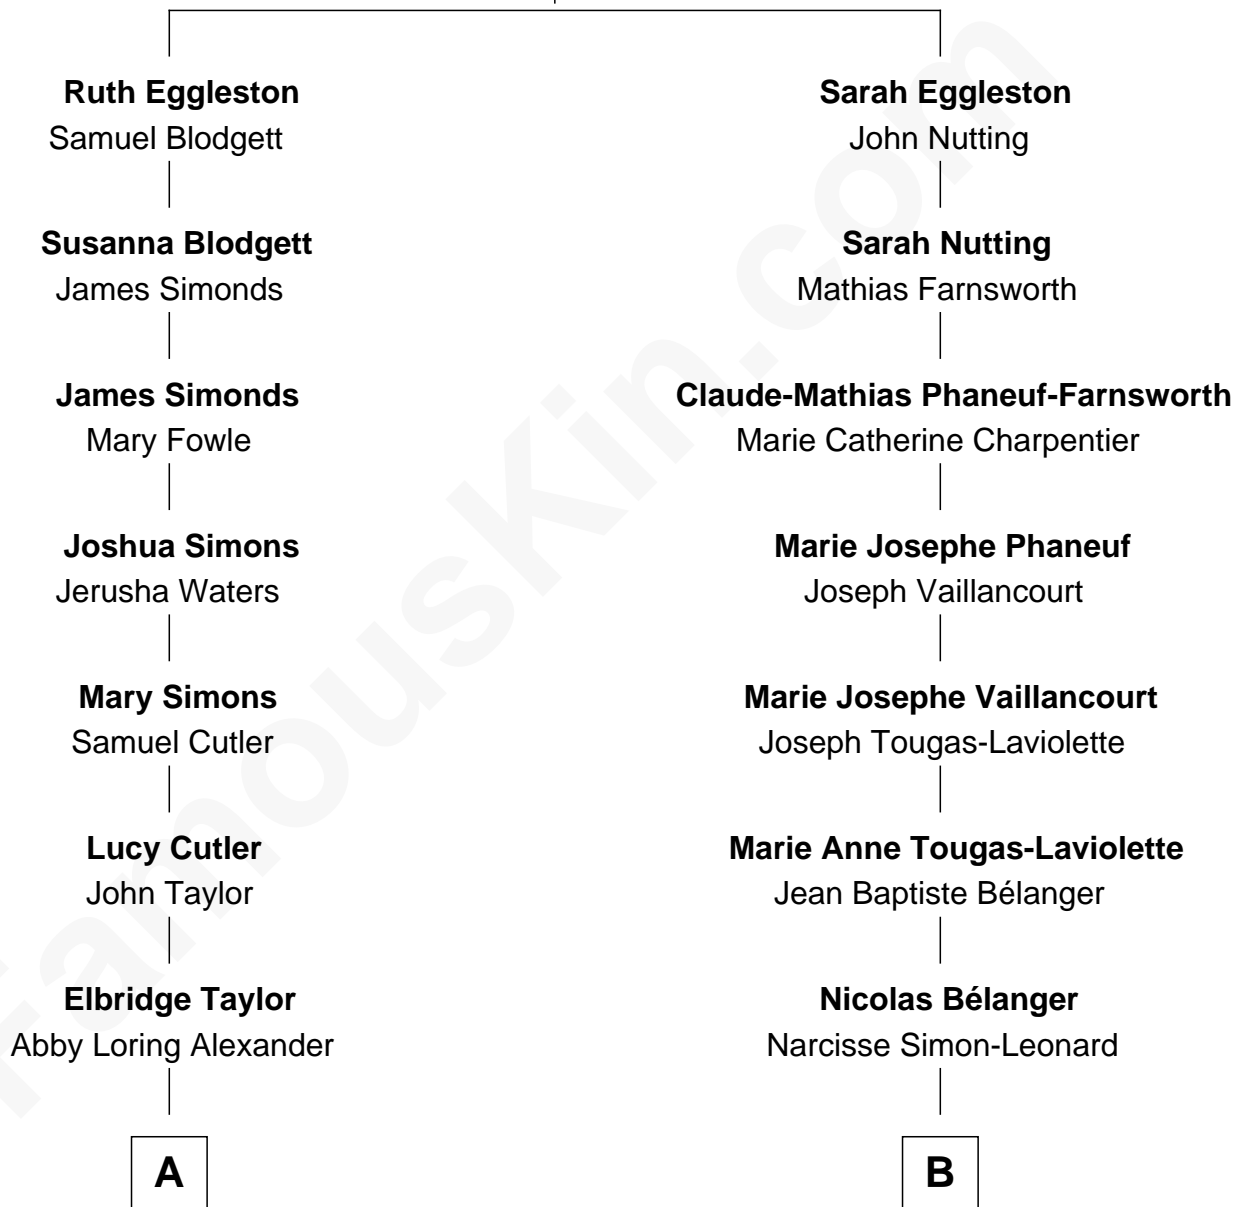 Ruth Eggleston
Samuel Blodgett
Susanna Blodgett
James Simonds
James Simonds
Mary Fowle
Joshua Simons
Jerusha Waters
Mary Simons
Samuel Cutler
Lucy Cutler
John Taylor
Elbridge Taylor
Abby Loring Alexander
A
Sarah Eggleston
John Nutting
Sarah Nutting
Mathias Farnsworth
Claude-Mathias Phaneuf-Farnsworth
Marie Catherine Charpentier
Marie Josephe Phaneuf
Joseph Vaillancourt
Marie Josephe Vaillancourt
Joseph Tougas-Laviolette
Marie Anne Tougas-Laviolette
Jean Baptiste Bélanger
Nicolas Bélanger
Narcisse Simon-Leonard
B
FamousKin.com